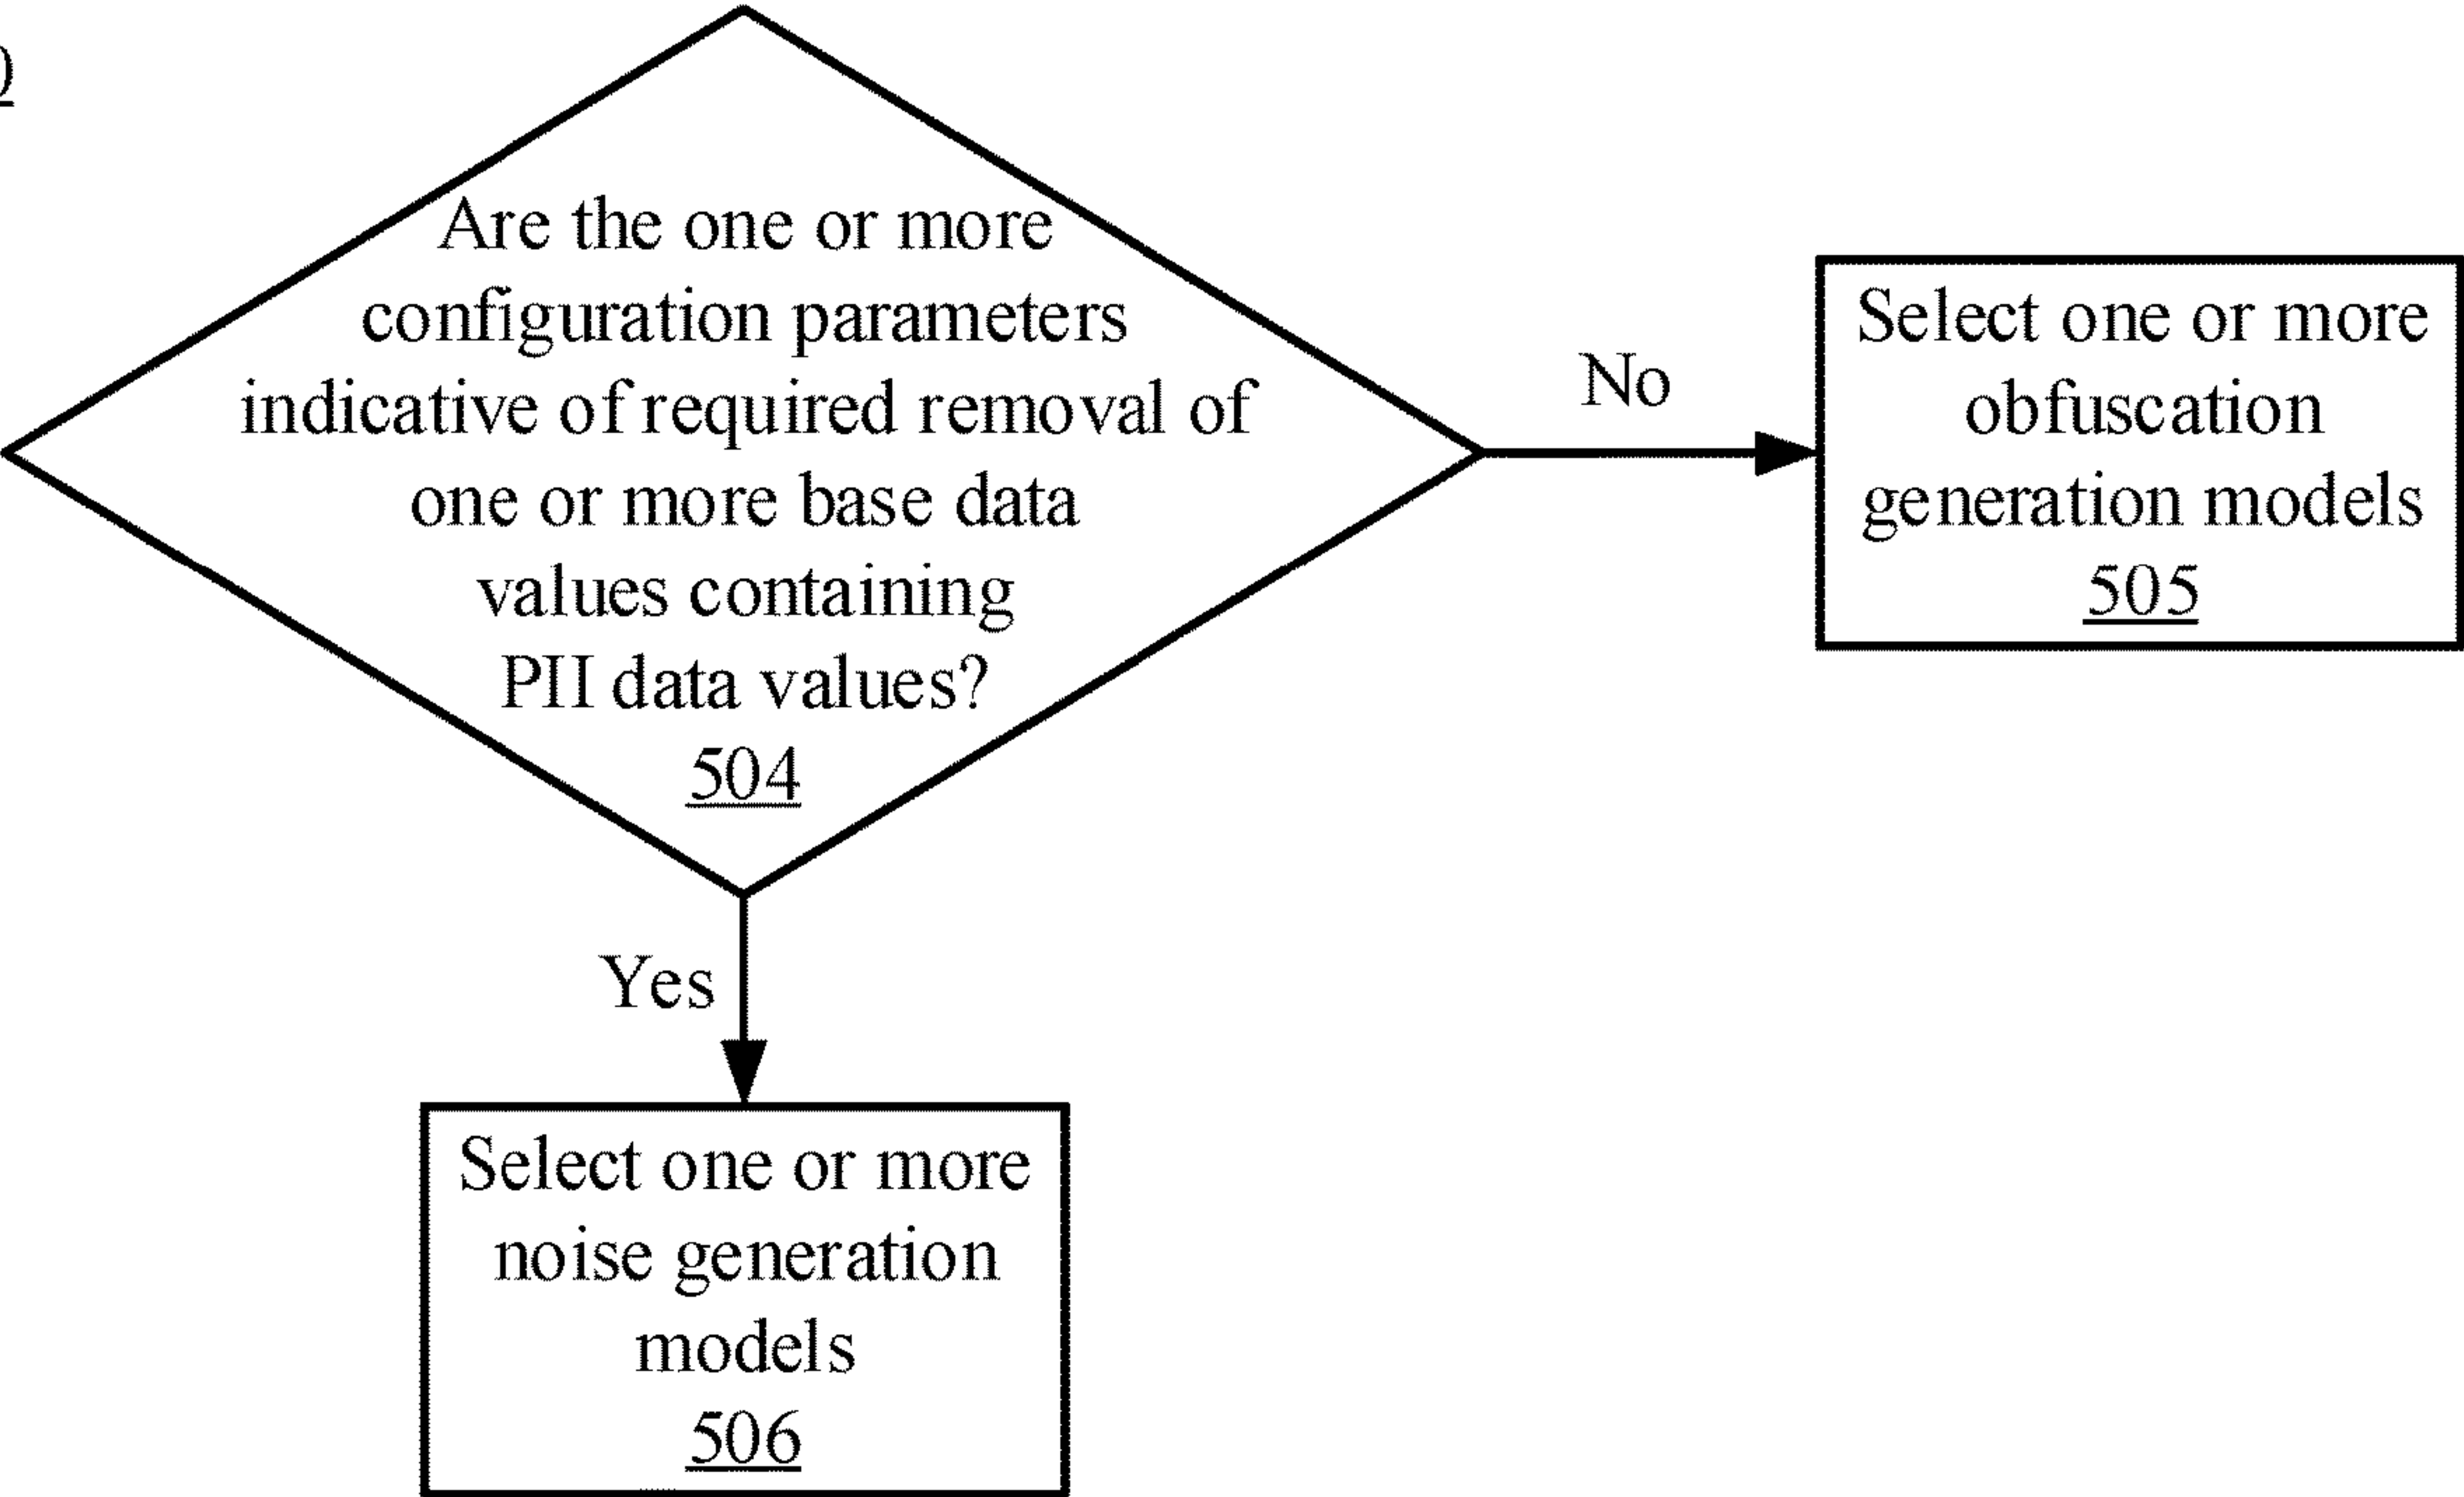 Are the one or more
configuration parameters
indicative of required removal of
one or more base data
values containing
PII data values?
504
No
Select one or more
obfuscation
generation models
505
Yes
Select one or more
noise generation
models
506